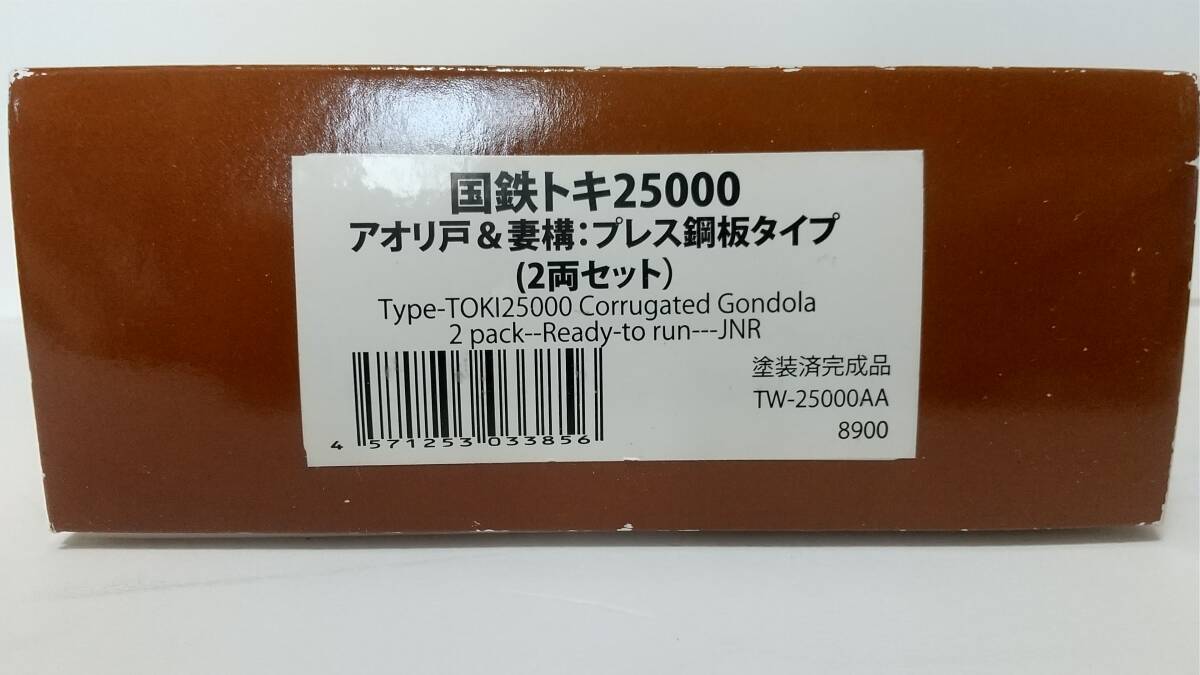 国鉄トキ25000
アオリ戸&妻構:プレス鋼板タイプ
(2両セット)
Type-TOKI25000 Corrugated Gondola
2 pack--Ready-to run---JNR
塗装済完成品
TW-25000AA
8900
4 571253 033856